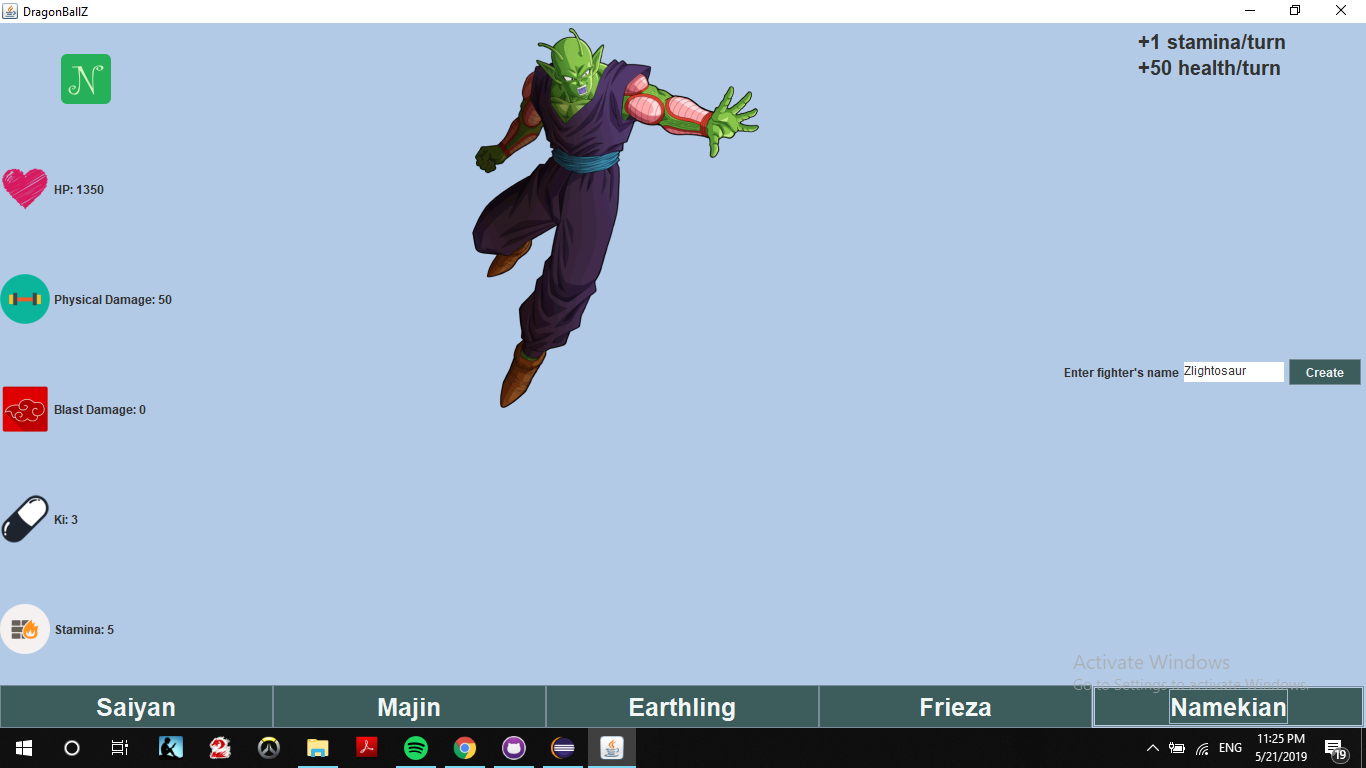 DragonBallZ
N
+1 stamina/turn
+50 health/turn
HP: 1350
Physical Damage: 50
Enter fighter's name Zlightosaur Create
Blast Damage: 0
Ki: 3
Stamina: 5
Activate Windows
Go to Settings to activate Windows.
Saiyan Majin Earthling Frieza Namekian
ENG
11:25 PM
5/21/2019
19